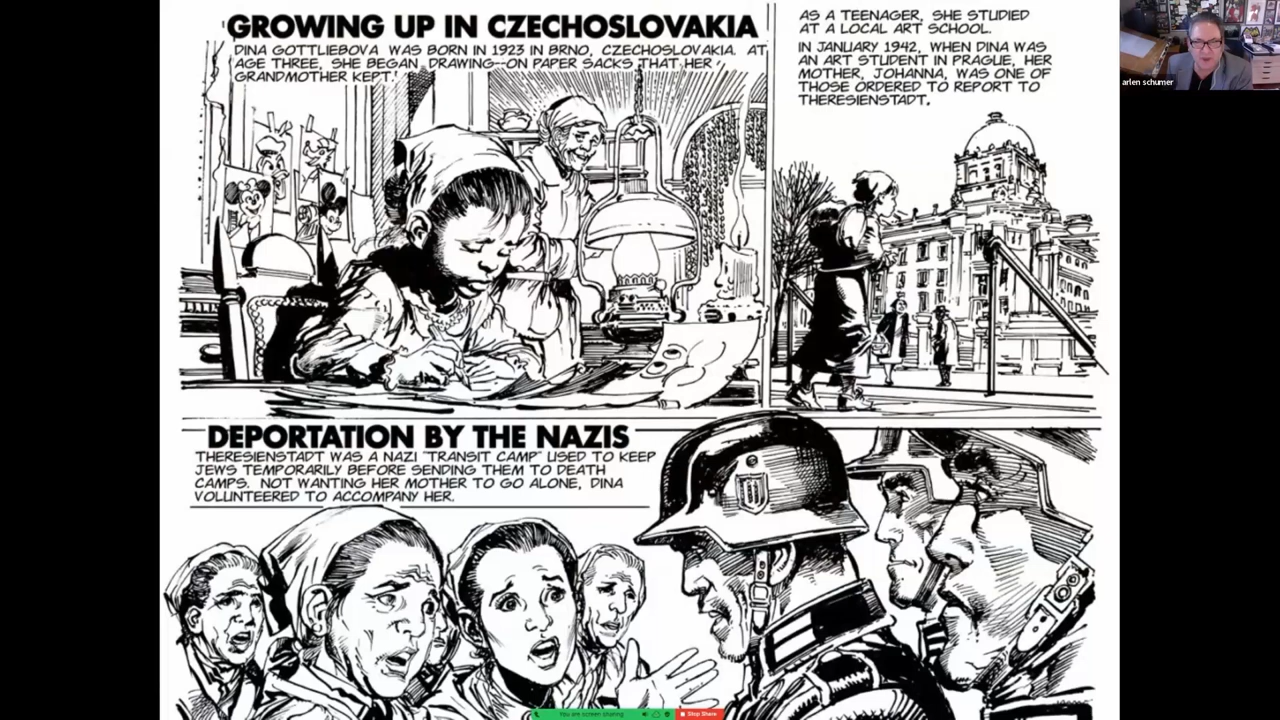 GROWING UP IN CZECHOSLOVAKIA
DINA GOTTLIEBOVA WAS BORN IN 1923 IN BRNO, CZECHOSLOVAKIA. AT
AGE THREE, SHE BEGAN DRAWING--ON PAPER SACKS THAT HER
GRANDMOTHER KEPT.
AS A TEENAGER, SHE STUDIED
AT A LOCAL ART SCHOOL.
IN JANUARY 1942, WHEN DINA WAS
AN ART STUDENT IN PRAGUE, HER
MOTHER, JOHANNA, WAS ONE OF
THOSE ORDERED TO REPORT TO
THERESIENSTADT.
arlen schumer
DEPORTATION BY THE NAZIS
THERESIENSTADT WAS A NAZI "TRANSIT CAMP" USED TO KEEP
JEWS TEMPORARILY BEFORE SENDING THEM TO DEATH
CAMPS. NOT WANTING HER MOTHER TO GO ALONE, DINA
VOLUNTEERED TO ACCOMPANY HER.
You are screen sharing
Stop Share